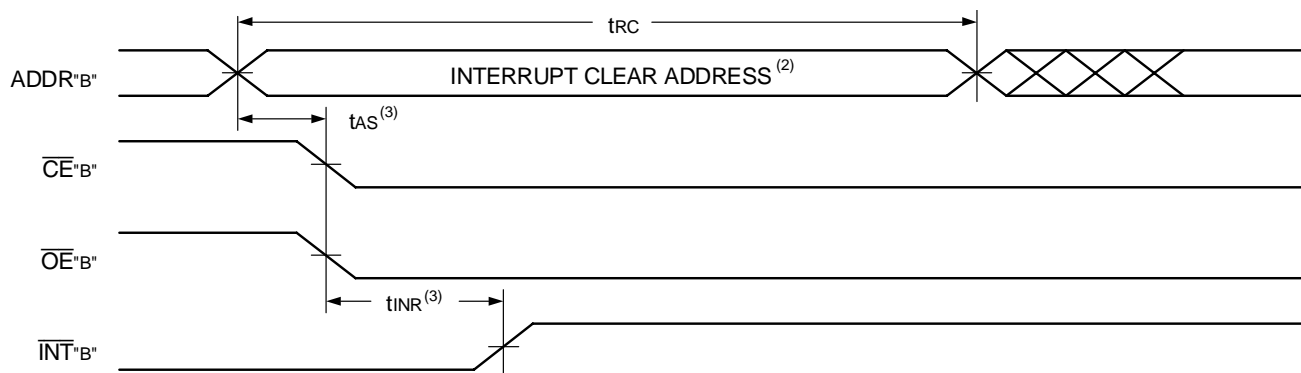 tRC
ADDR"B"
INTERRUPT CLEAR ADDRESS(2)
tAS(3)
CE"B"
OE"B"
tINR(3)
INT"B"